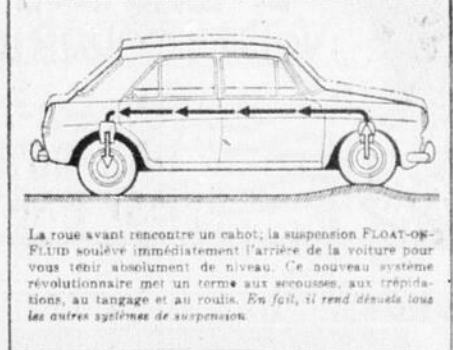 La roue avant rencontre un cahot; la suspension FLOAT-ON-
FLUID soulève immédiatement l'arrière de la voiture pour
vous tenir absolument de niveau. Ce nouveau système
révolutionnaire met un terme aux secousses, aux trépida-
tions, au tangage et au roulis. En fait, il rend désuets tous
les autres systèmes de suspension.